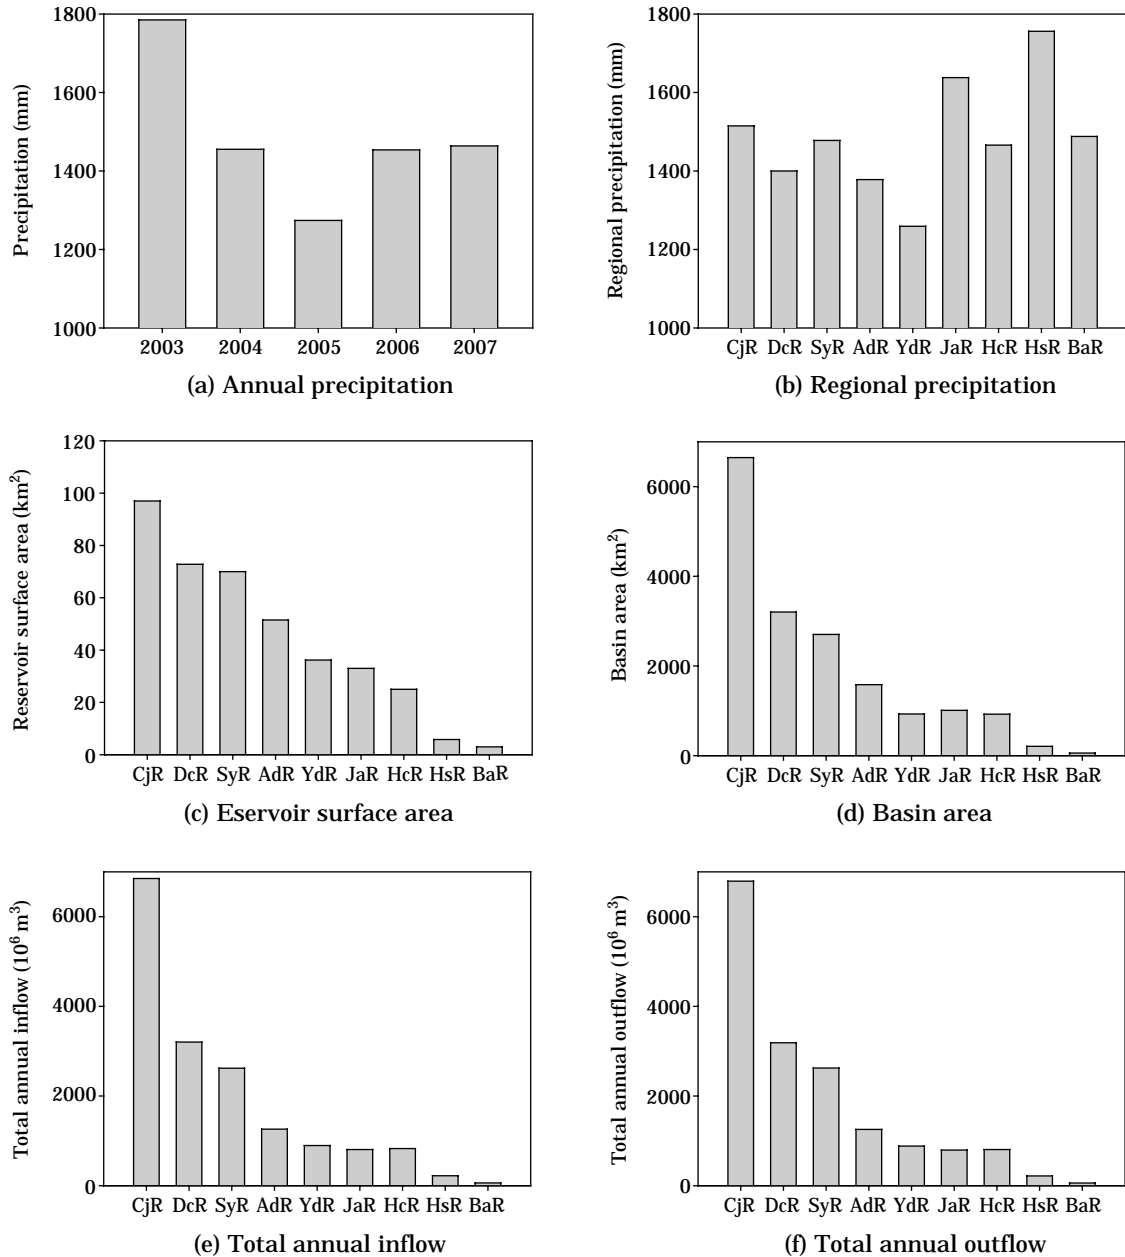 1800
1600
1400
1200
1000
Precipitation (mm)
2003 2004 2005 2006 2007
(a) Annual precipitation
1800
1600
1400
1200
1000
Regional precipitation (mm)
CjR DcR SyR AdR YdR JaR HcR HsR BaR
(b) Regional precipitation
120
100
80
60
40
20
0
Reservoir surface area (km²)
CjR DcR SyR AdR YdR JaR HcR HsR BaR
(c) Eservoir surface area
6000
4000
2000
0
Basin area (km²)
CjR DcR SyR AdR YdR JaR HcR HsR BaR
(d) Basin area
6000
4000
2000
0
Total annual inflow (10⁶ m³)
CjR DcR SyR AdR YdR JaR HcR HsR BaR
(e) Total annual inflow
6000
4000
2000
0
Total annual outflow (10⁶ m³)
CjR DcR SyR AdR YdR JaR HcR HsR BaR
(f) Total annual outflow